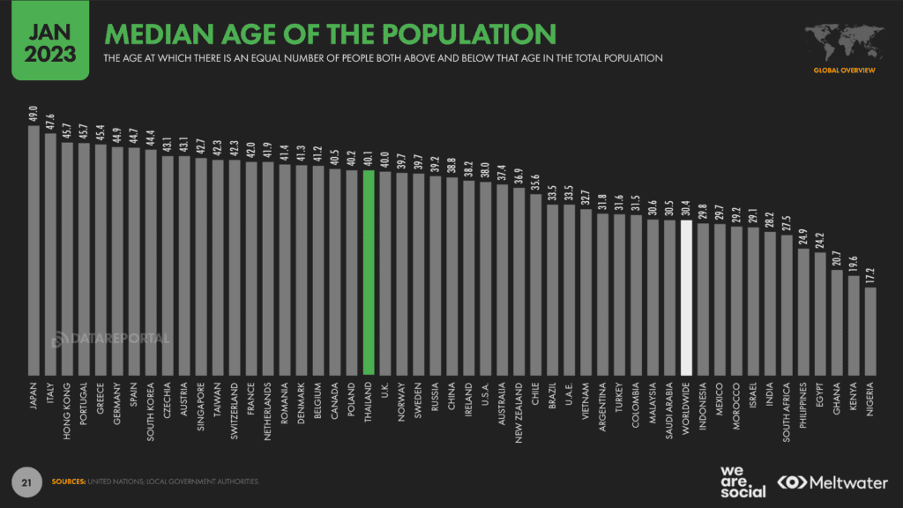 JAN
2023
MEDIAN AGE OF THE POPULATION
THE AGE AT WHICH THERE IS AN EQUAL NUMBER OF PEOPLE BOTH ABOVE AND BELOW THAT AGE IN THE TOTAL POPULATION
GLOBAL OVERVIEW
49.0
47.6
45.7
45.7
45.4
44.9
44.7
44.4
43.1
43.1
42.7
42.3
42.3
42.0
41.9
41.4
41.3
41.2
40.5
40.2
40.1
40.0
39.7
39.7
39.2
38.8
38.2
38.0
37.4
36.9
35.6
33.5
33.5
32.7
31.8
31.6
31.5
30.6
30.5
30.4
29.8
29.7
29.2
29.1
28.2
27.5
24.9
24.2
20.7
19.6
17.2
DATAREPORTAL
JAPAN
ITALY
HONG KONG
PORTUGAL
GREECE
GERMANY
SPAIN
SOUTH KOREA
CZECHIA
AUSTRIA
SINGAPORE
TAIWAN
SWITZERLAND
FRANCE
NETHERLANDS
ROMANIA
DENMARK
BELGIUM
CANADA
POLAND
THAILAND
U.K.
NORWAY
SWEDEN
RUSSIA
CHINA
IRELAND
U.S.A.
AUSTRALIA
NEW ZEALAND
CHILE
BRAZIL
U.A.E.
VIETNAM
ARGENTINA
TURKEY
COLOMBIA
MALAYSIA
SAUDI ARABIA
WORLDWIDE
INDONESIA
MEXICO
MOROCCO
ISRAEL
INDIA
SOUTH AFRICA
PHILIPPINES
EGYPT
GHANA
KENYA
NIGERIA
21
SOURCES: UNITED NATIONS; LOCAL GOVERNMENT AUTHORITIES.
we
are
social
Meltwater